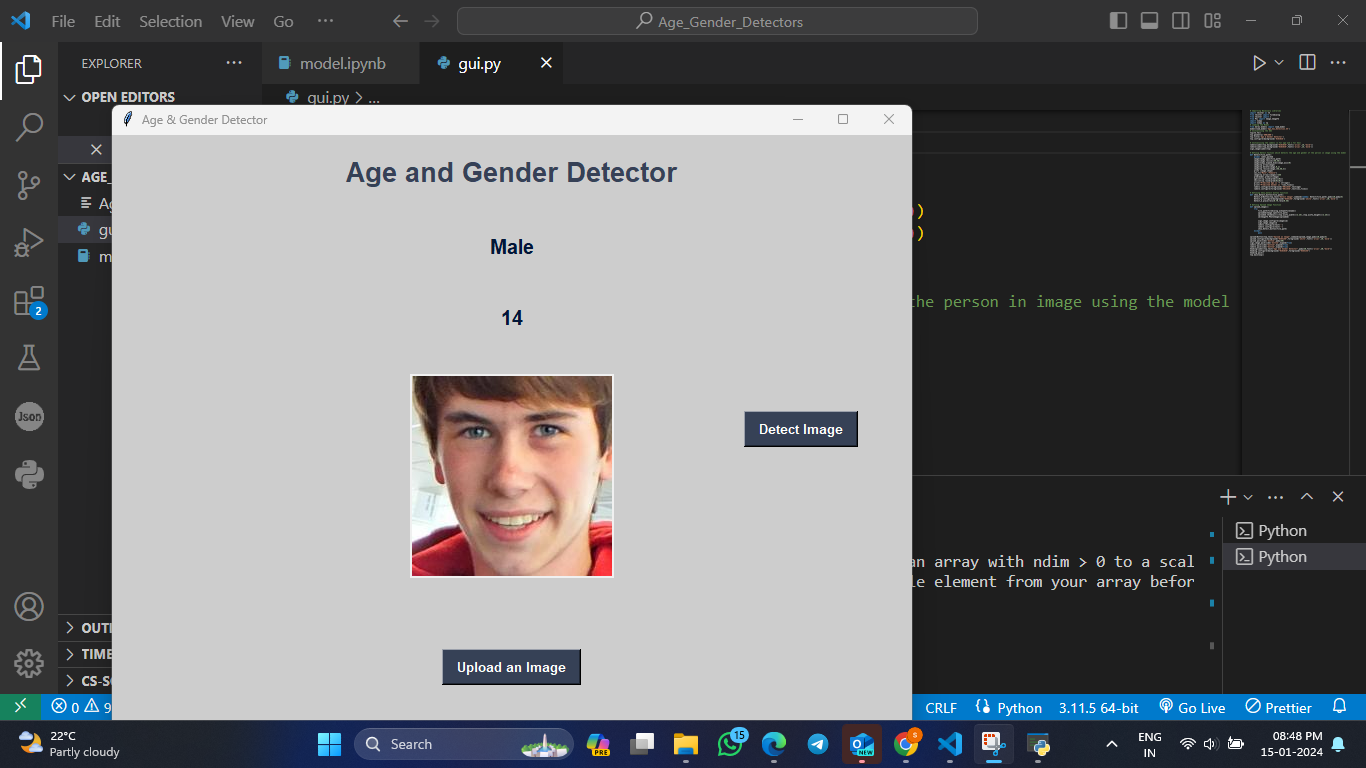 File Edit Selection View Go ···
Age_Gender_Detectors
EXPLORER ···
model.ipynb
gui.py
OPEN EDITORS
gui.py > ...
Age & Gender Detector
AGE_
Ag
gu
m
Age and Gender Detector
Male
14
)
)
the person in image using the model
Detect Image
Upload an Image
2
Json
Python
Python
an array with ndim > 0 to a scal
le element from your array befor
OUTL
TIME
CS-S
0
9
CRLF
Python
3.11.5 64-bit
Go Live
Prettier
22°C
Partly cloudy
Search
PRE
15
NEW
S
ENG
IN
08:48 PM
15-01-2024